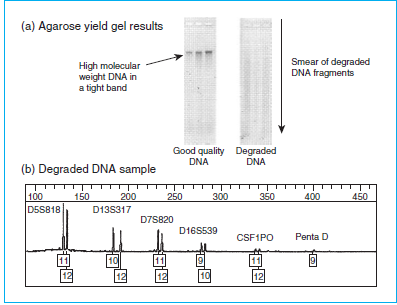 (a) Agarose yield gel results
High molecular
weight DNA in
a tight band
Smear of degraded
DNA fragments
Good quality
DNA
Degraded
DNA
(b) Degraded DNA sample
100 150 200 250 300 350 400 450
D5S818
D13S317
D7S820
D16S539
CSF1PO
Penta D
11 10 11 9 11 9
12 12 12 10 12